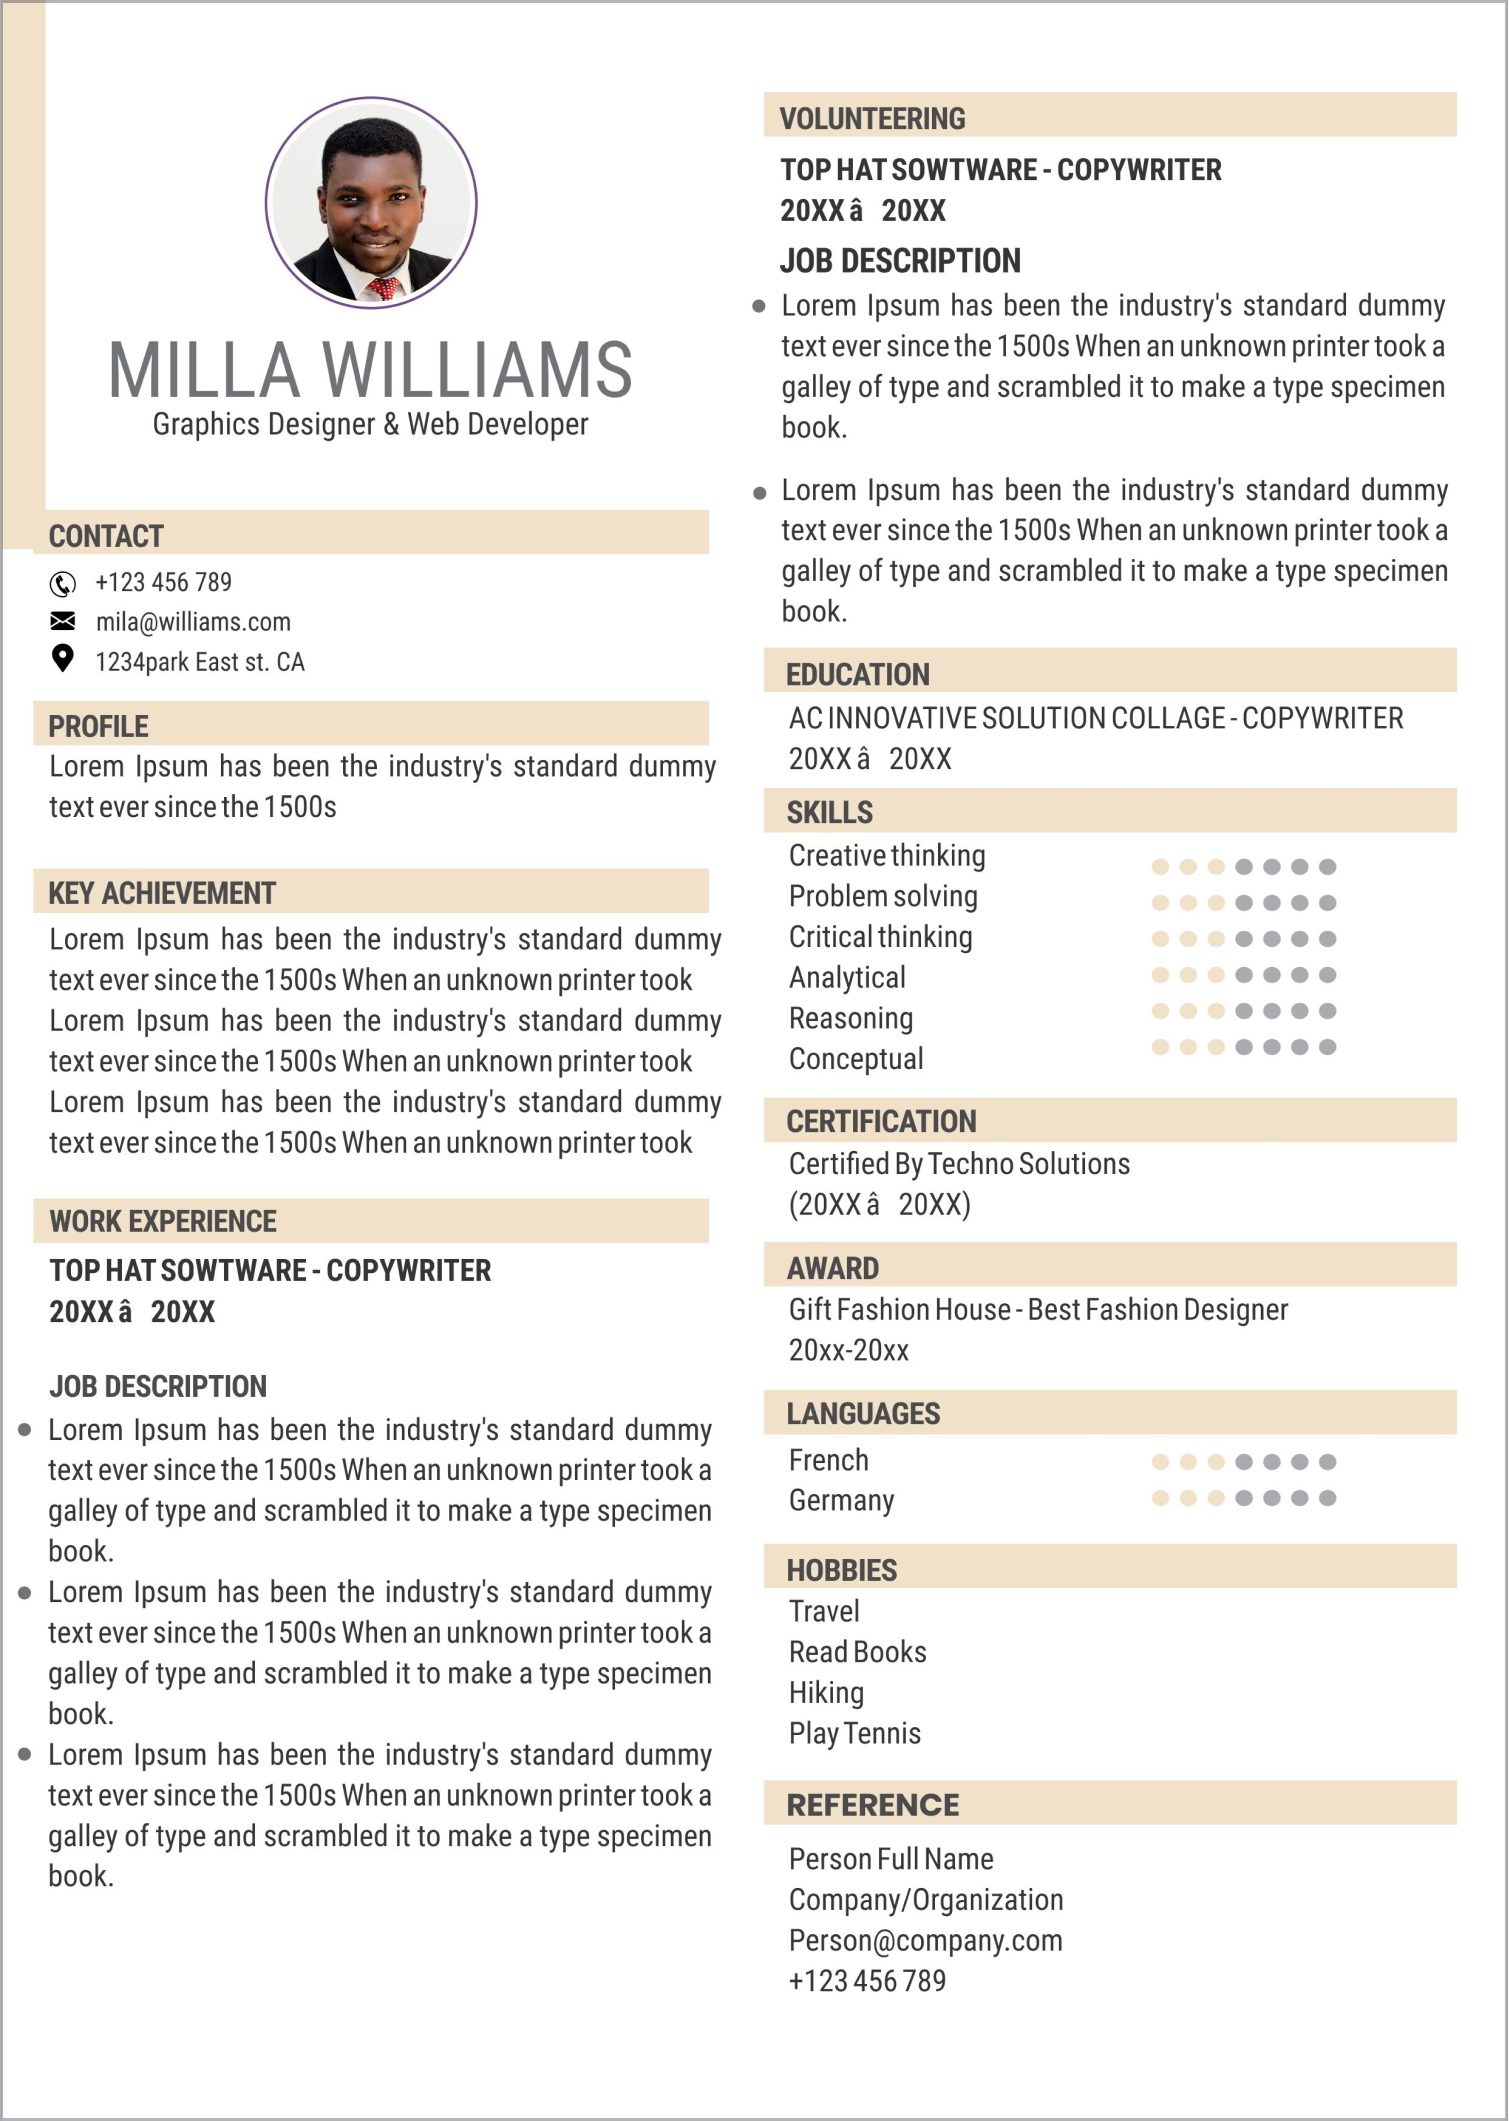 MILLA WILLIAMS
Graphics Designer & Web Developer
CONTACT
+123 456 789
mila@williams.com
1234park East st. CA
PROFILE
Lorem Ipsum has been the industry's standard dummy
text ever since the 1500s
KEY ACHIEVEMENT
Lorem Ipsum has been the industry's standard dummy
text ever since the 1500s When an unknown printer took
Lorem Ipsum has been the industry's standard dummy
text ever since the 1500s When an unknown printer took
Lorem Ipsum has been the industry's standard dummy
text ever since the 1500s When an unknown printer took
WORK EXPERIENCE
TOP HAT SOWTWARE - COPYWRITER
20XX â 20XX
JOB DESCRIPTION
Lorem Ipsum has been the industry's standard dummy
text ever since the 1500s When an unknown printer took a
galley of type and scrambled it to make a type specimen
book.
Lorem Ipsum has been the industry's standard dummy
text ever since the 1500s When an unknown printer took a
galley of type and scrambled it to make a type specimen
book.
Lorem Ipsum has been the industry's standard dummy
text ever since the 1500s When an unknown printer took a
galley of type and scrambled it to make a type specimen
book.
VOLUNTEERING
TOP HAT SOWTWARE - COPYWRITER
20XX â 20XX
JOB DESCRIPTION
Lorem Ipsum has been the industry's standard dummy
text ever since the 1500s When an unknown printer took a
galley of type and scrambled it to make a type specimen
book.
Lorem Ipsum has been the industry's standard dummy
text ever since the 1500s When an unknown printer took a
galley of type and scrambled it to make a type specimen
book.
EDUCATION
AC INNOVATIVE SOLUTION COLLAGE - COPYWRITER
20XX â 20XX
SKILLS
Creative thinking
Problem solving
Critical thinking
Analytical
Reasoning
Conceptual
CERTIFICATION
Certified By Techno Solutions
(20XX â 20XX)
AWARD
Gift Fashion House - Best Fashion Designer
20xx-20xx
LANGUAGES
French
Germany
HOBBIES
Travel
Read Books
Hiking
Play Tennis
REFERENCE
Person Full Name
Company/Organization
Person@company.com
+123 456 789